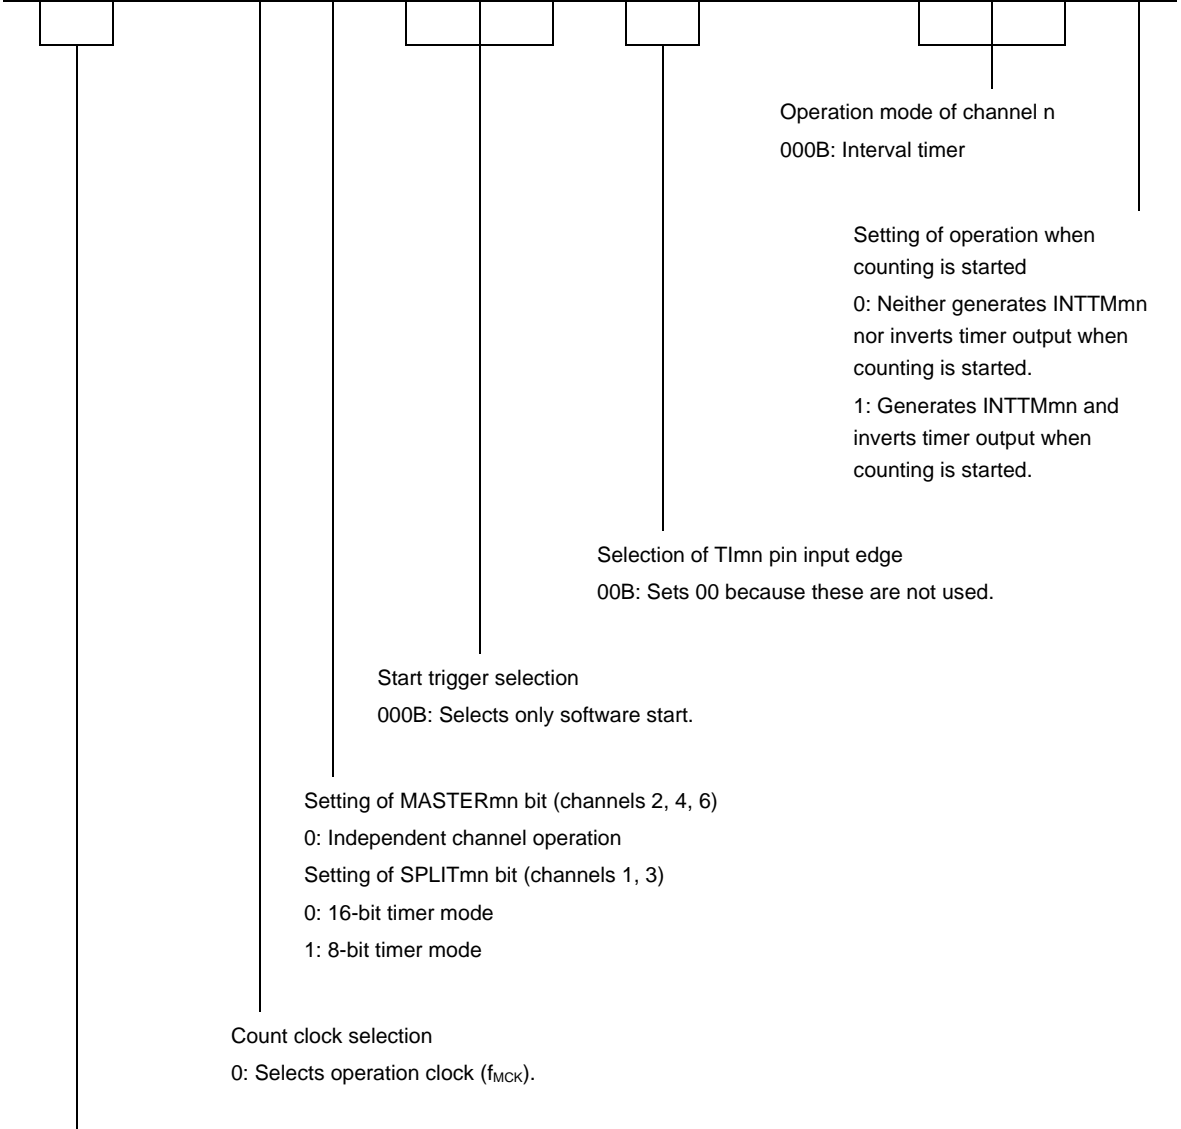 Operation mode of channel n
000B: Interval timer
Setting of operation when
counting is started
0: Neither generates INTTMmn
nor inverts timer output when
counting is started.
1: Generates INTTMmn and
inverts timer output when
counting is started.
Selection of TImn pin input edge
00B: Sets 00 because these are not used.
Start trigger selection
000B: Selects only software start.
Setting of MASTERmn bit (channels 2, 4, 6)
0: Independent channel operation
Setting of SPLITmn bit (channels 1, 3)
0: 16-bit timer mode
1: 8-bit timer mode
Count clock selection
0: Selects operation clock (fMCK).